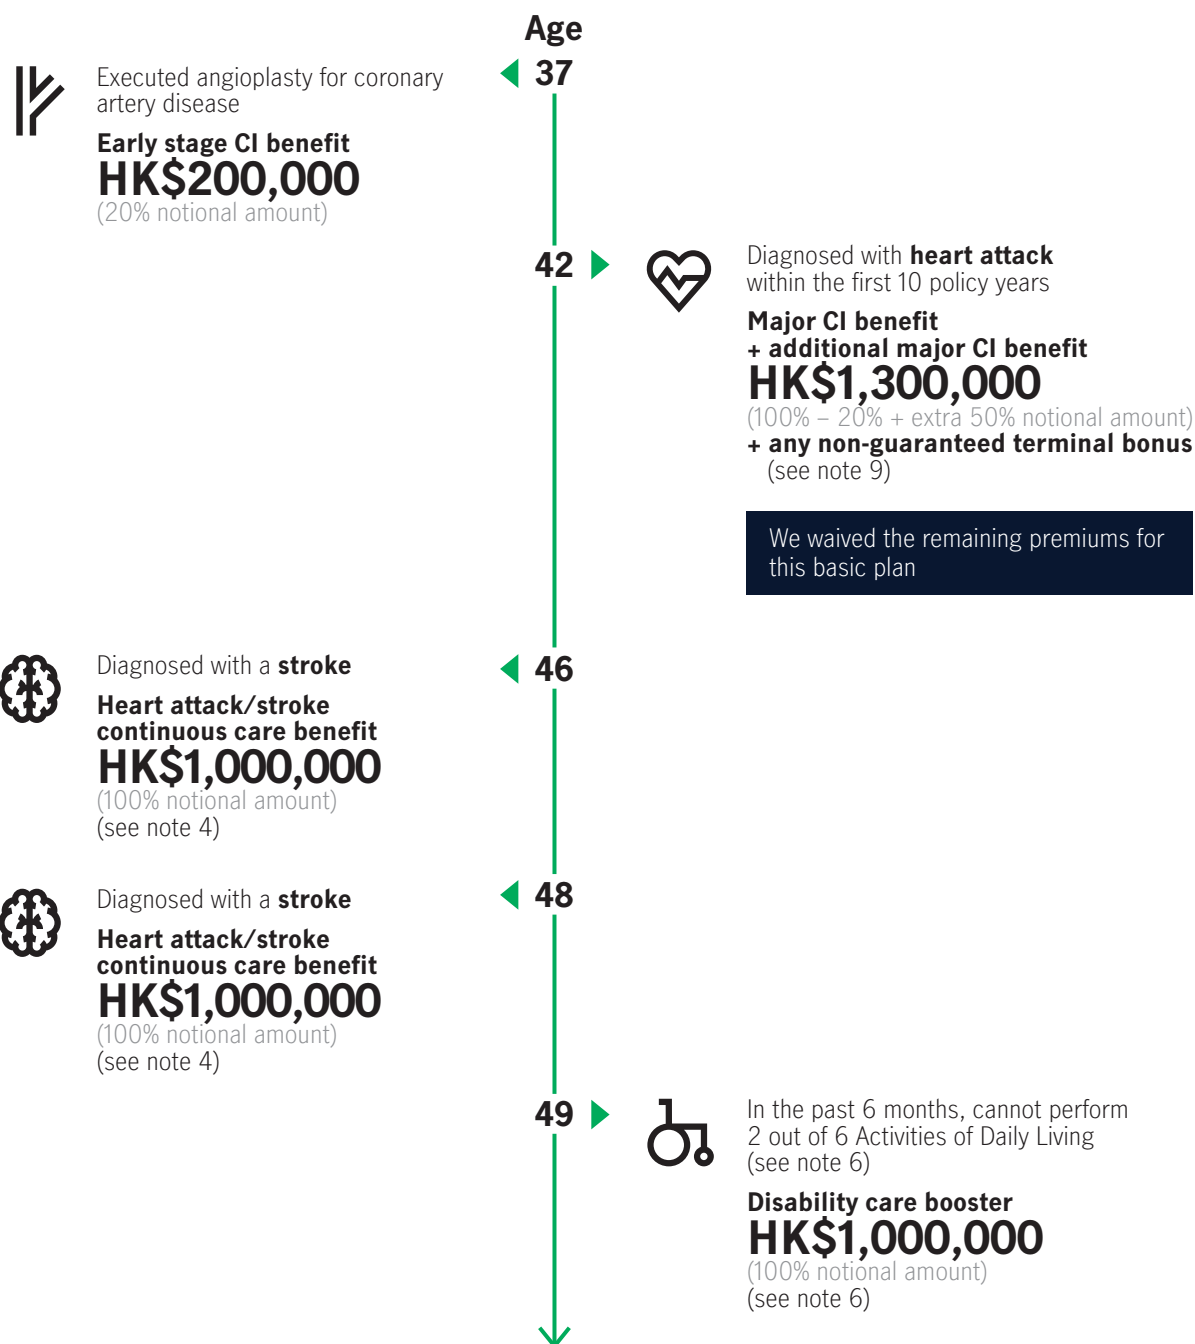 Age
37
Executed angioplasty for coronary
artery disease
Early stage CI benefit
HK$200,000
(20% notional amount)
42
Diagnosed with heart attack
within the first 10 policy years
Major CI benefit
+ additional major CI benefit
HK$1,300,000
(100% – 20% + extra 50% notional amount)
+ any non-guaranteed terminal bonus
(see note 9)
We waived the remaining premiums for
this basic plan
46
Diagnosed with a stroke
Heart attack/stroke
continuous care benefit
HK$1,000,000
(100% notional amount)
(see note 4)
48
Diagnosed with a stroke
Heart attack/stroke
continuous care benefit
HK$1,000,000
(100% notional amount)
(see note 4)
49
In the past 6 months, cannot perform
2 out of 6 Activities of Daily Living
(see note 6)
Disability care booster
HK$1,000,000
(100% notional amount)
(see note 6)